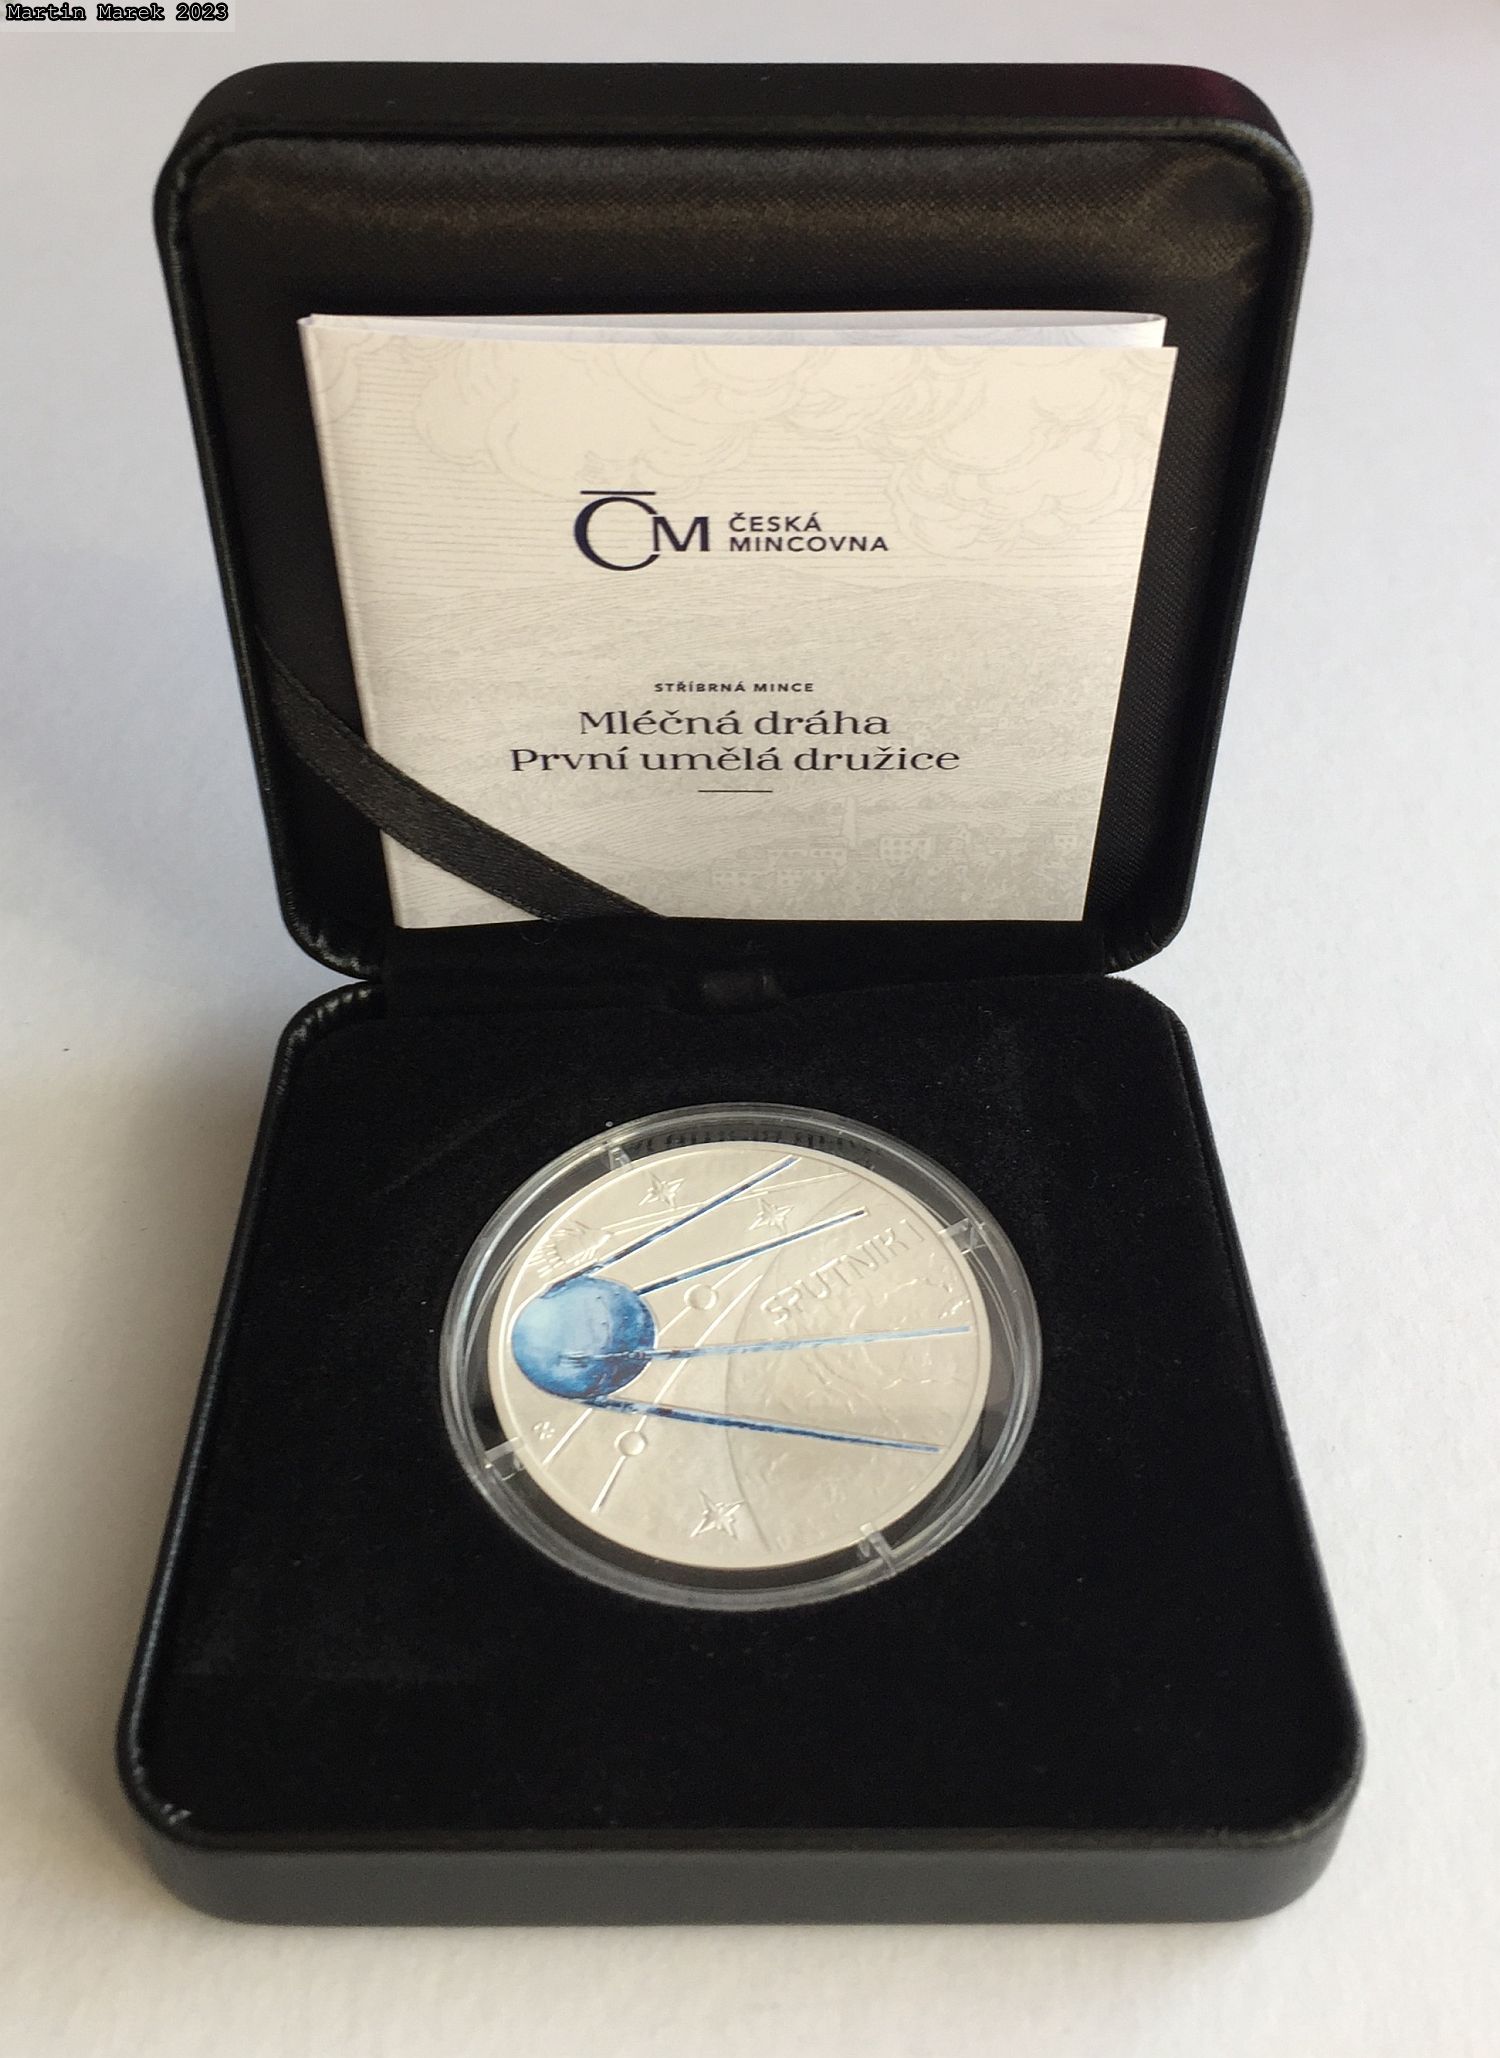 Martin Marek 2023
ČM ČESKÁ
MINCOVNA
STŘÍBRNÁ MINCE
Mléčná dráha
První umělá družice
SPUTNIK 1